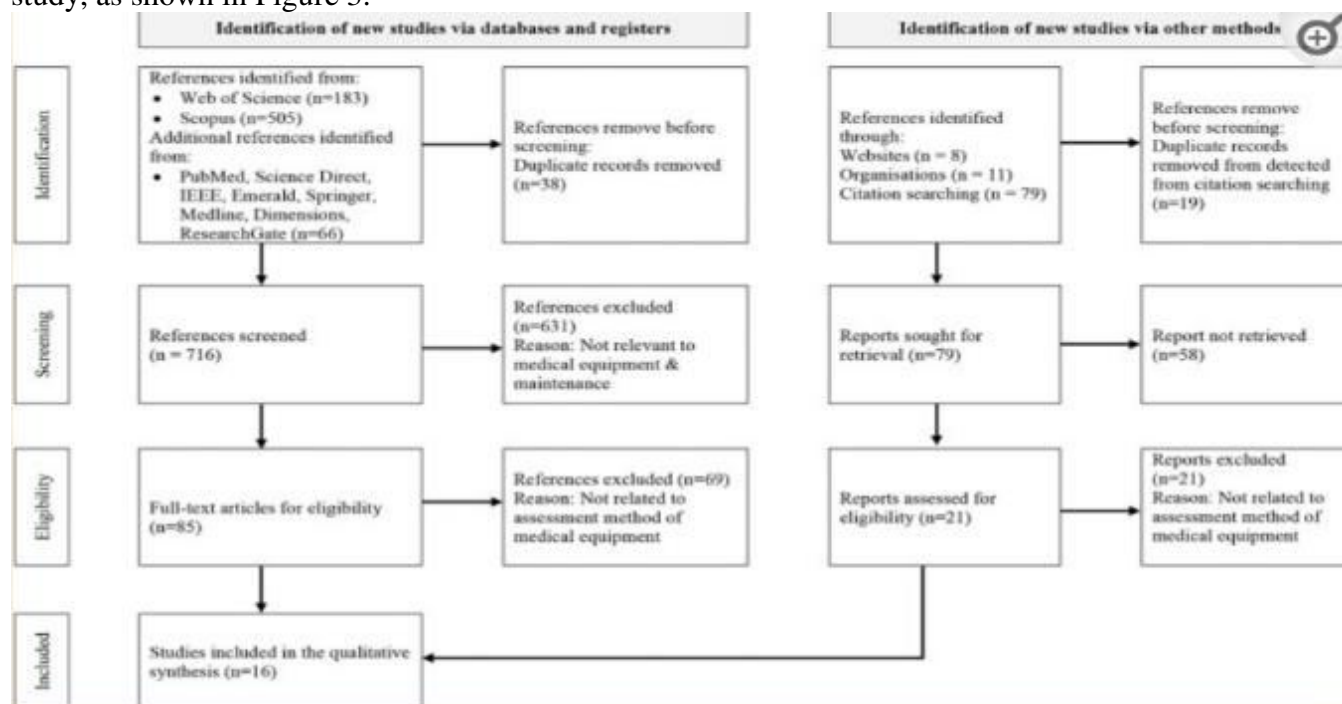 study, as shown in Figure 3.
Identification of new studies via databases and registers
Identification of new studies via other methods
Identification
References identified from:
• Web of Science (n=183)
• Scopus (n=505)
Additional references identified
from:
• PubMed, Science Direct,
IEEE, Emerald, Springer,
Medline, Dimensions,
ResearchGate (n=66)
References remove before
screening:
Duplicate records removed
(n=38)
References identified
through:
Websites (n = 8)
Organisations (n = 11)
Citation searching (n = 79)
References remove
before screening:
Duplicate records
removed from detected
from citation searching
(n=19)
Screening
References screened
(n = 716)
References excluded
(n=631)
Reason: Not relevant to
medical equipment &
maintenance
Reports sought for
retrieval (n=79)
Report not retrieved
(n=58)
Eligibility
Full-text articles for eligibility
(n=85)
References excluded (n=69)
Reason: Not related to
assessment method of
medical equipment
Reports assessed for
eligibility (n=21)
Reports excluded
(n=21)
Reason: Not related to
assessment method of
medical equipment
Included
Studies included in the qualitative
synthesis (n=16)